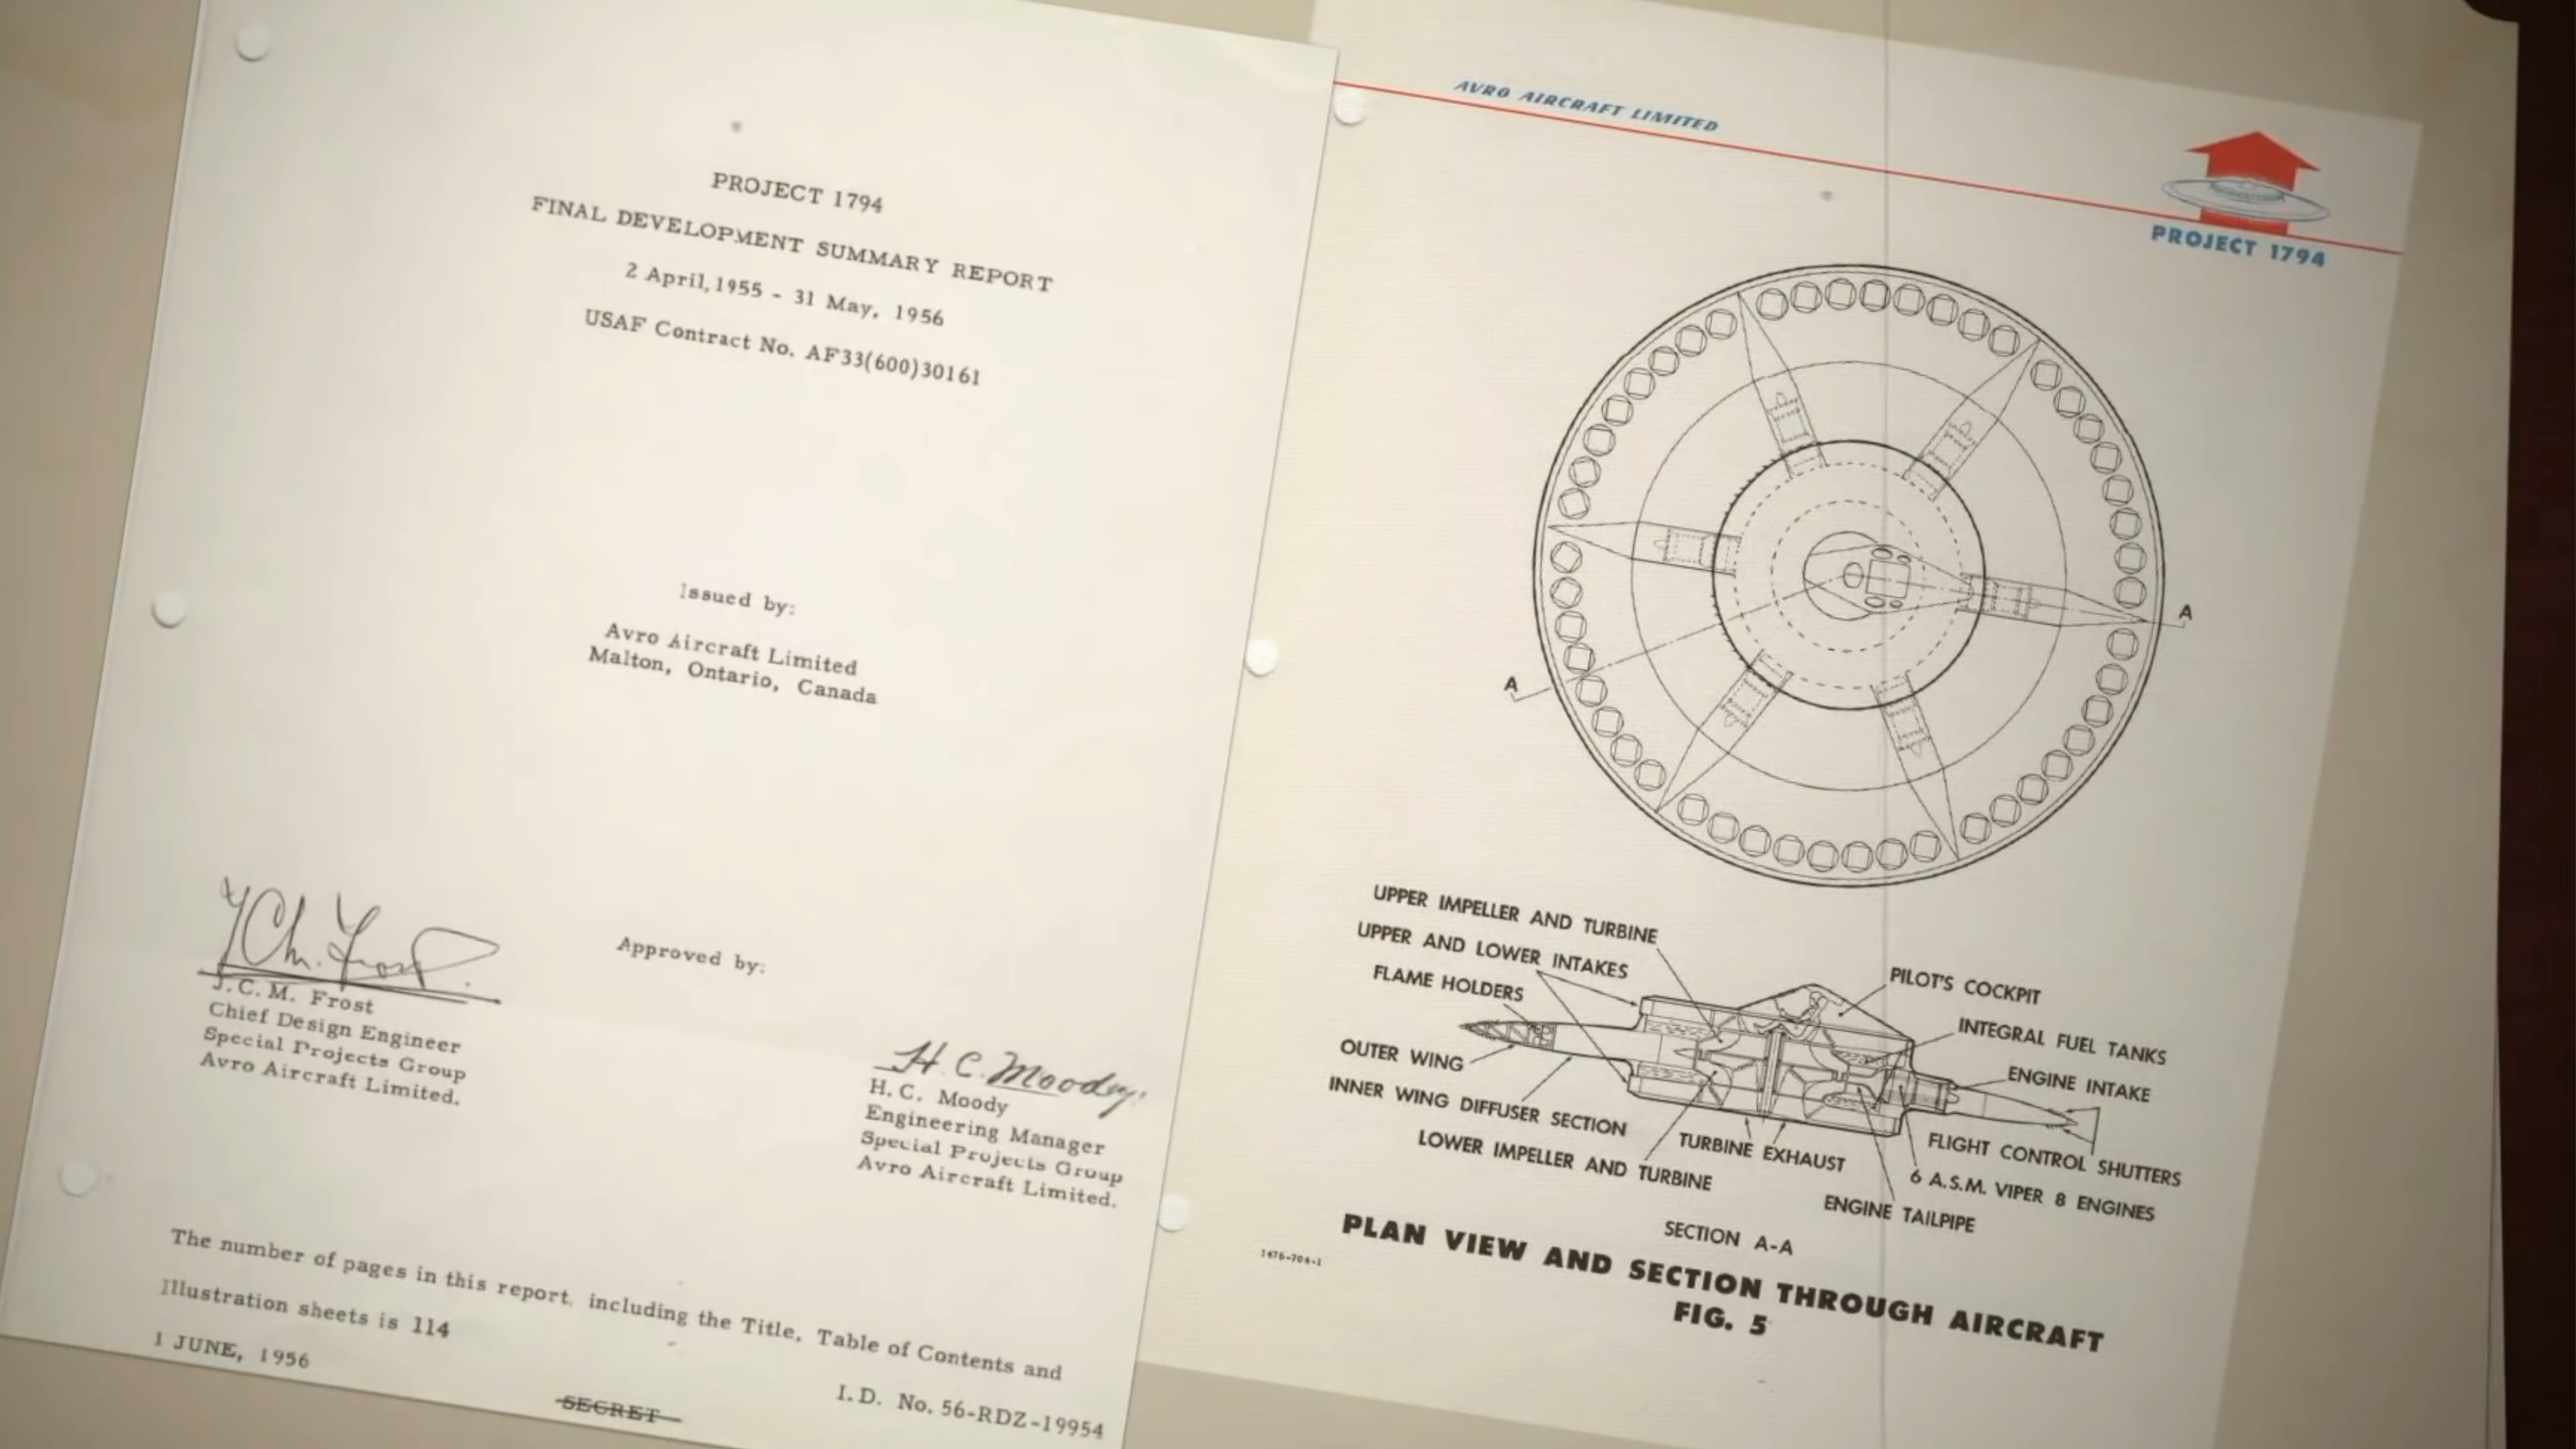 PROJECT 1794
FINAL DEVELOPMENT SUMMARY REPORT
2 April, 1955 - 31 May, 1956
USAF Contract No. AF33(600)30161
Issued by:
Avro Aircraft Limited
Malton, Ontario, Canada
Approved by:
J. C. M. Frost
Chief Design Engineer
Special Projects Group
Avro Aircraft Limited.
H. C. Moody
H. C. Moody
Engineering Manager
Special Projects Group
Avro Aircraft Limited.
The number of pages in this report, including the Title, Table of Contents and
Illustration sheets is 114
1 JUNE, 1956
SECRET
I. D. No. 56-RDZ-19954
AVRO AIRCRAFT LIMITED
PROJECT 1794
A
A
UPPER IMPELLER AND TURBINE
UPPER AND LOWER INTAKES
FLAME HOLDERS
OUTER WING
INNER WING DIFFUSER SECTION
LOWER IMPELLER AND TURBINE
TURBINE EXHAUST
PILOT'S COCKPIT
INTEGRAL FUEL TANKS
ENGINE INTAKE
FLIGHT CONTROL SHUTTERS
6 A.S.M. VIPER 8 ENGINES
ENGINE TAILPIPE
SECTION A-A
1476-704-1
PLAN VIEW AND SECTION THROUGH AIRCRAFT
FIG. 5